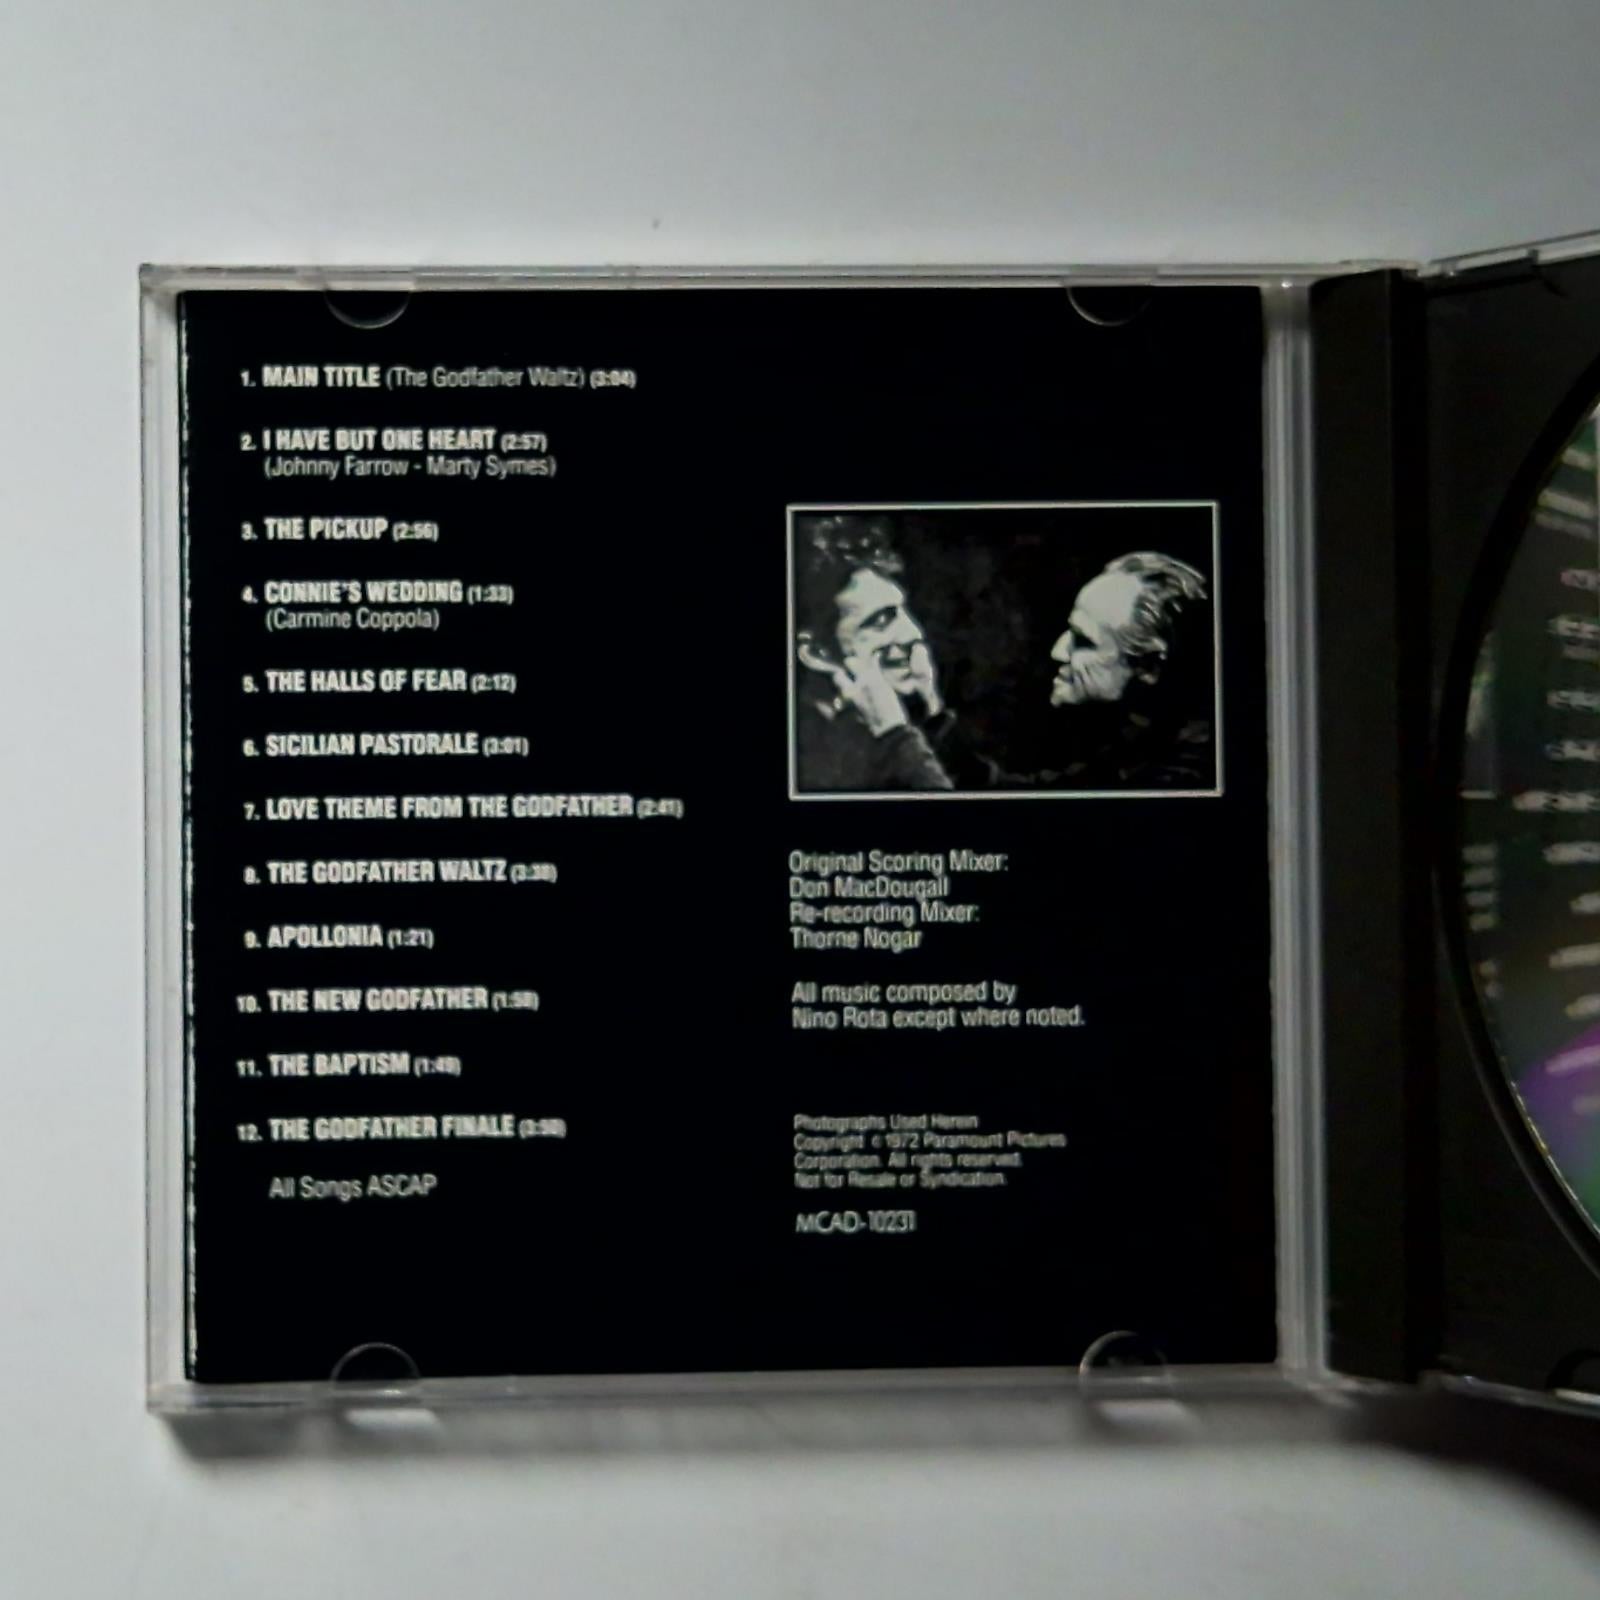 1. MAIN TITLE (The Godfather Waltz) (3:04)
2. I HAVE BUT ONE HEART (2:57)
(Johnny Farrow - Marty Symes)
3. THE PICKUP (2:56)
4. CONNIE'S WEDDING (1:33)
(Carmine Coppola)
5. THE HALLS OF FEAR (2:12)
6. SICILIAN PASTORALE (3:01)
7. LOVE THEME FROM THE GODFATHER (2:41)
8. THE GODFATHER WALTZ (3:38)
9. APOLLONIA (1:21)
10. THE NEW GODFATHER (1:58)
11. THE BAPTISM (1:49)
12. THE GODFATHER FINALE (3:50)
All Songs ASCAP
Original Scoring Mixer:
Don MacDougall
Re-recording Mixer:
Thorne Nogar
All music composed by
Nino Rota except where noted.
Photographs Used Herein
Copyright © 1972 Paramount Pictures
Corporation. All rights reserved.
Not for Resale or Syndication.
MCAD-10231